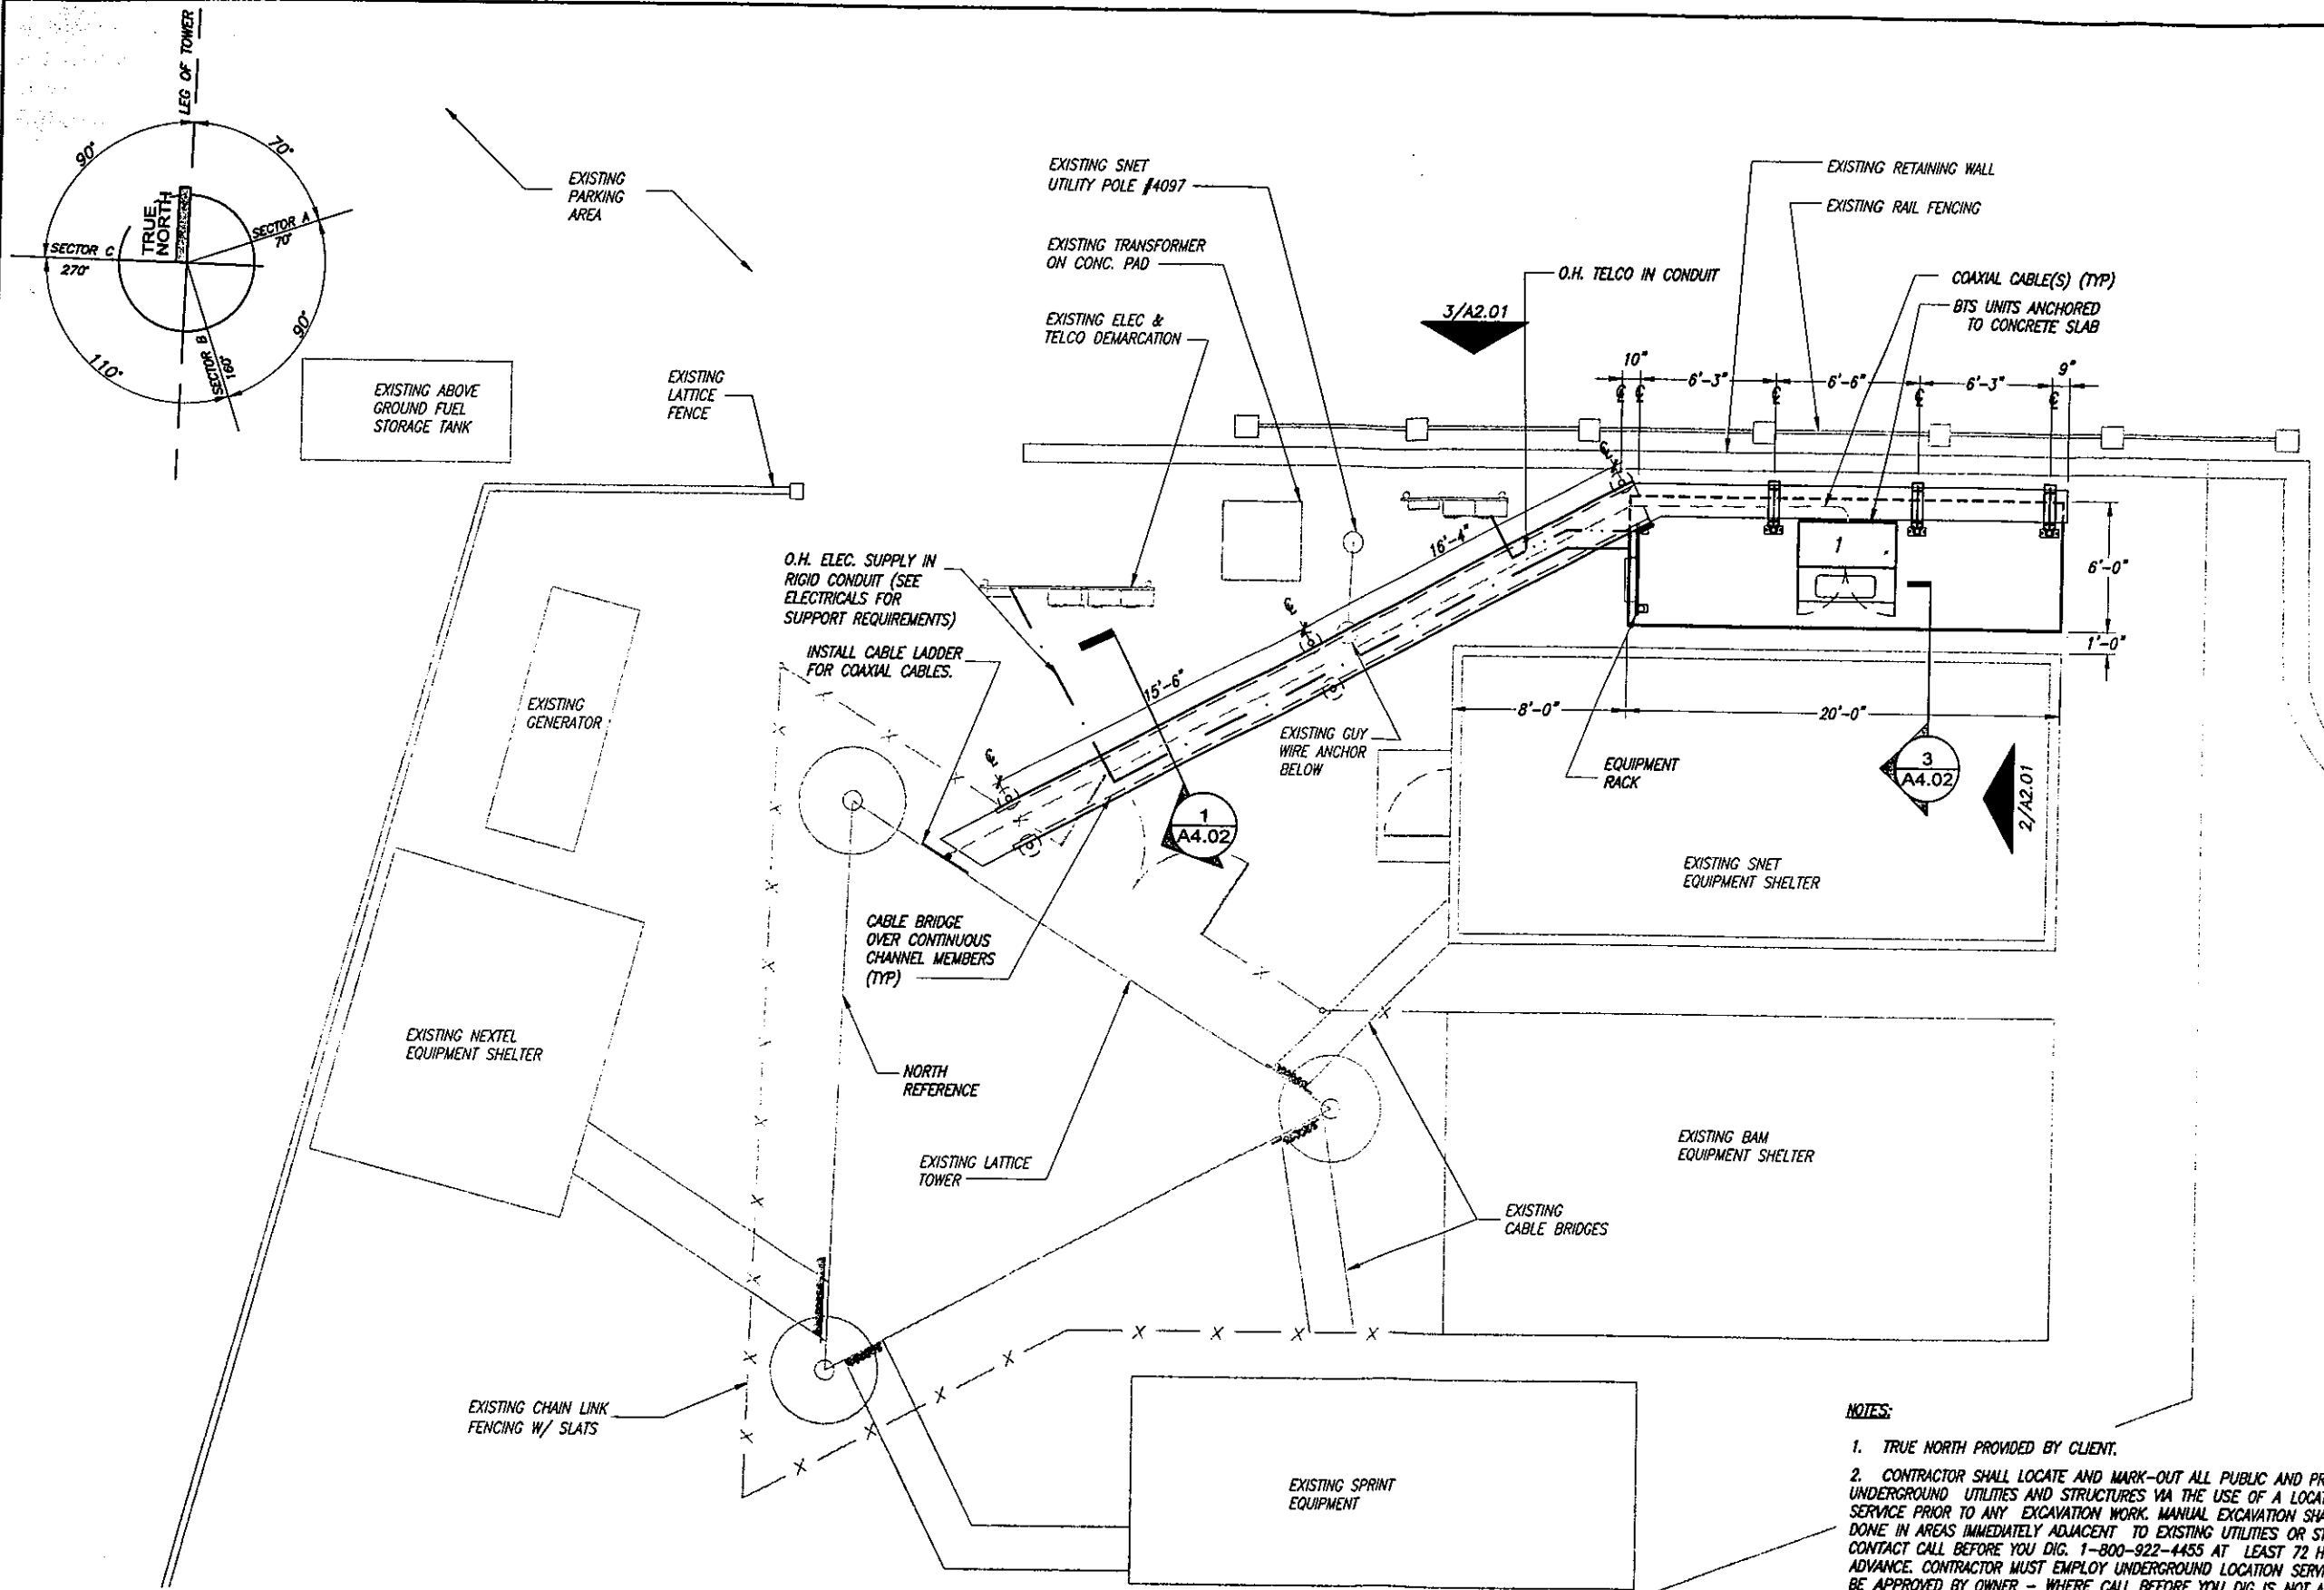 LEG OF TOWER
90°
70°
TRUE
NORTH
SECTOR A
70°
SECTOR C
270°
SECTOR B
160°
90°
110°
EXISTING
PARKING
AREA
EXISTING ABOVE
GROUND FUEL
STORAGE TANK
EXISTING
LATTICE
FENCE
EXISTING SNET
UTILITY POLE #4097
EXISTING TRANSFORMER
ON CONC. PAD
EXISTING ELEC &
TELCO DEMARCATION
3/A2.01
O.H. TELCO IN CONDUIT
EXISTING RETAINING WALL
EXISTING RAIL FENCING
COAXIAL CABLE(S) (TYP)
BTS UNITS ANCHORED
TO CONCRETE SLAB
10"
6'-3"
6'-6"
6'-3"
9"
O.H. ELEC. SUPPLY IN
RIGID CONDUIT (SEE
ELECTRICALS FOR
SUPPORT REQUIREMENTS)
INSTALL CABLE LADDER
FOR COAXIAL CABLES.
16'-4"
15'-6"
1
6'-0"
1'-0"
8'-0"
20'-0"
EXISTING
GENERATOR
EXISTING GUY
WIRE ANCHOR
BELOW
EQUIPMENT
RACK
3
A4.02
2/A2.01
1
A4.02
EXISTING SNET
EQUIPMENT SHELTER
CABLE BRIDGE
OVER CONTINUOUS
CHANNEL MEMBERS
(TYP)
EXISTING NEXTEL
EQUIPMENT SHELTER
NORTH
REFERENCE
EXISTING LATTICE
TOWER
EXISTING BAM
EQUIPMENT SHELTER
EXISTING
CABLE BRIDGES
EXISTING CHAIN LINK
FENCING W/ SLATS
EXISTING SPRINT
EQUIPMENT
NOTES:
1. TRUE NORTH PROVIDED BY CLIENT.
2. CONTRACTOR SHALL LOCATE AND MARK-OUT ALL PUBLIC AND
UNDERGROUND UTILITIES AND STRUCTURES VIA THE USE OF A
SERVICE PRIOR TO ANY EXCAVATION WORK. MANUAL EXCAVATION
DONE IN AREAS IMMEDIATELY ADJACENT TO EXISTING UTILITIES OR
CONTACT CALL BEFORE YOU DIG. 1-800-922-4455 AT LEAST 72
ADVANCE. CONTRACTOR MUST EMPLOY UNDERGROUND LOCATION
BE APPROVED BY OWNER - WHERE CALL BEFORE YOU DIG IS NOT